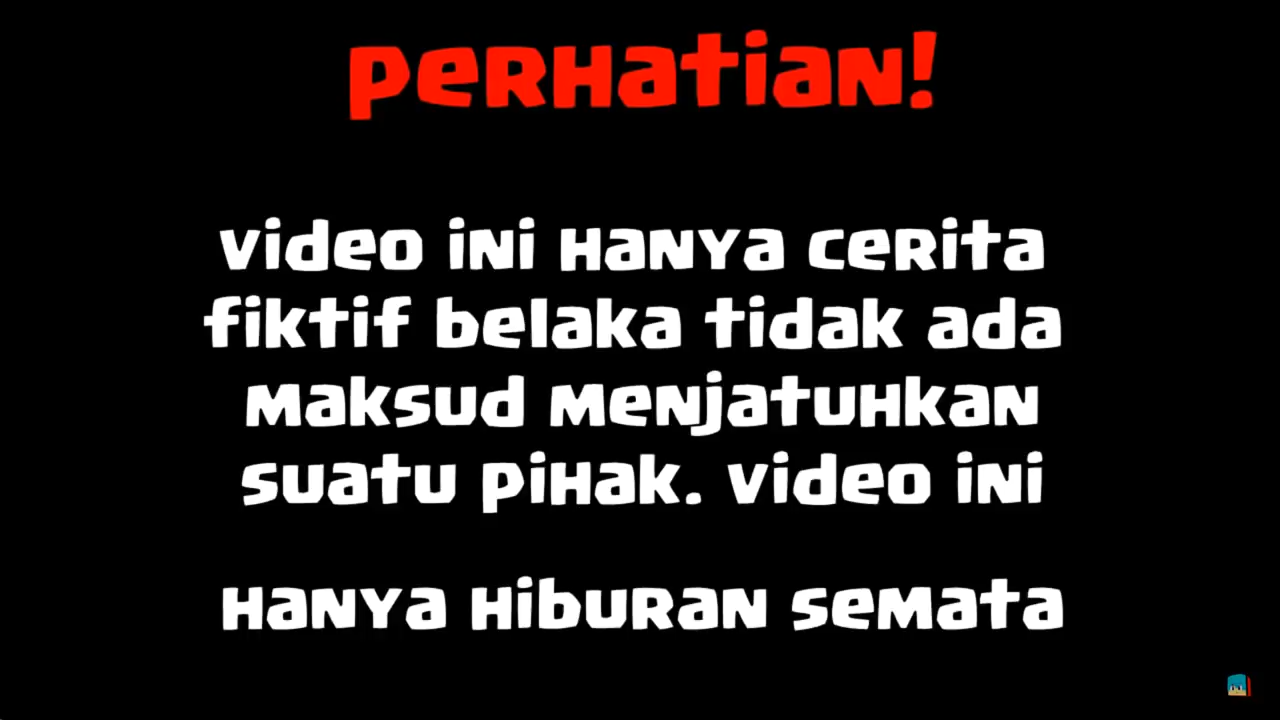 PERHATIAN!
VIDEO INI HANYA CERITA
FIKTIF BELAKA TIDAK ADA
MAKSUD MENJATUHKAN
SUATU PIHAK. VIDEO INI
HANYA HIBURAN SEMATA